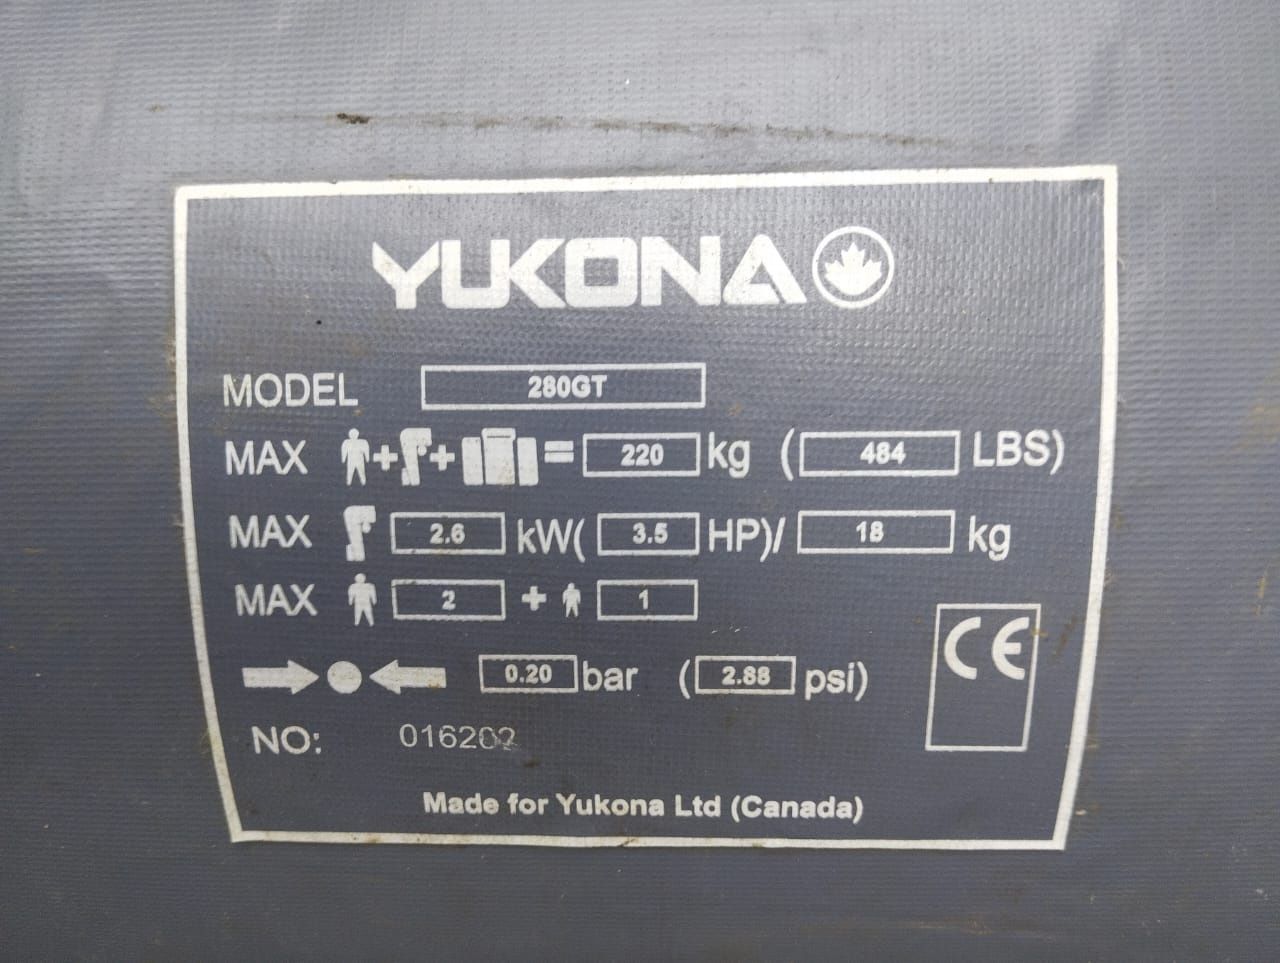 YUKONA
MODEL 280GT
MAX + + = 220 kg (484 LBS)
MAX 2.6 kW( 3.5 HP)/ 18 kg
MAX 2 + 1
0.20 bar (2.88 psi)
CE
NO: 016202
Made for Yukona Ltd (Canada)